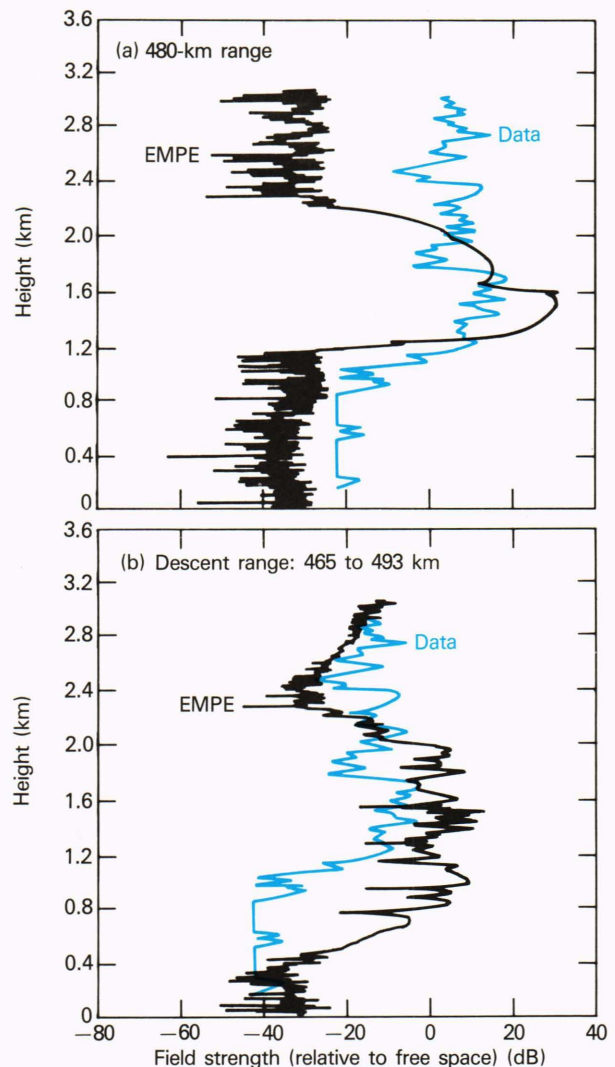 3.6
(a) 480-km range
3.2
Data
2.8
EMPE
2.4
2.0
Height (km)
1.6
1.2
0.8
0.4
0
3.6
(b) Descent range: 465 to 493 km
3.2
Data
2.8
2.4
EMPE
2.0
Height (km)
1.6
1.2
0.8
0.4
0
−80 −60 −40 −20 0 20 40
Field strength (relative to free space) (dB)